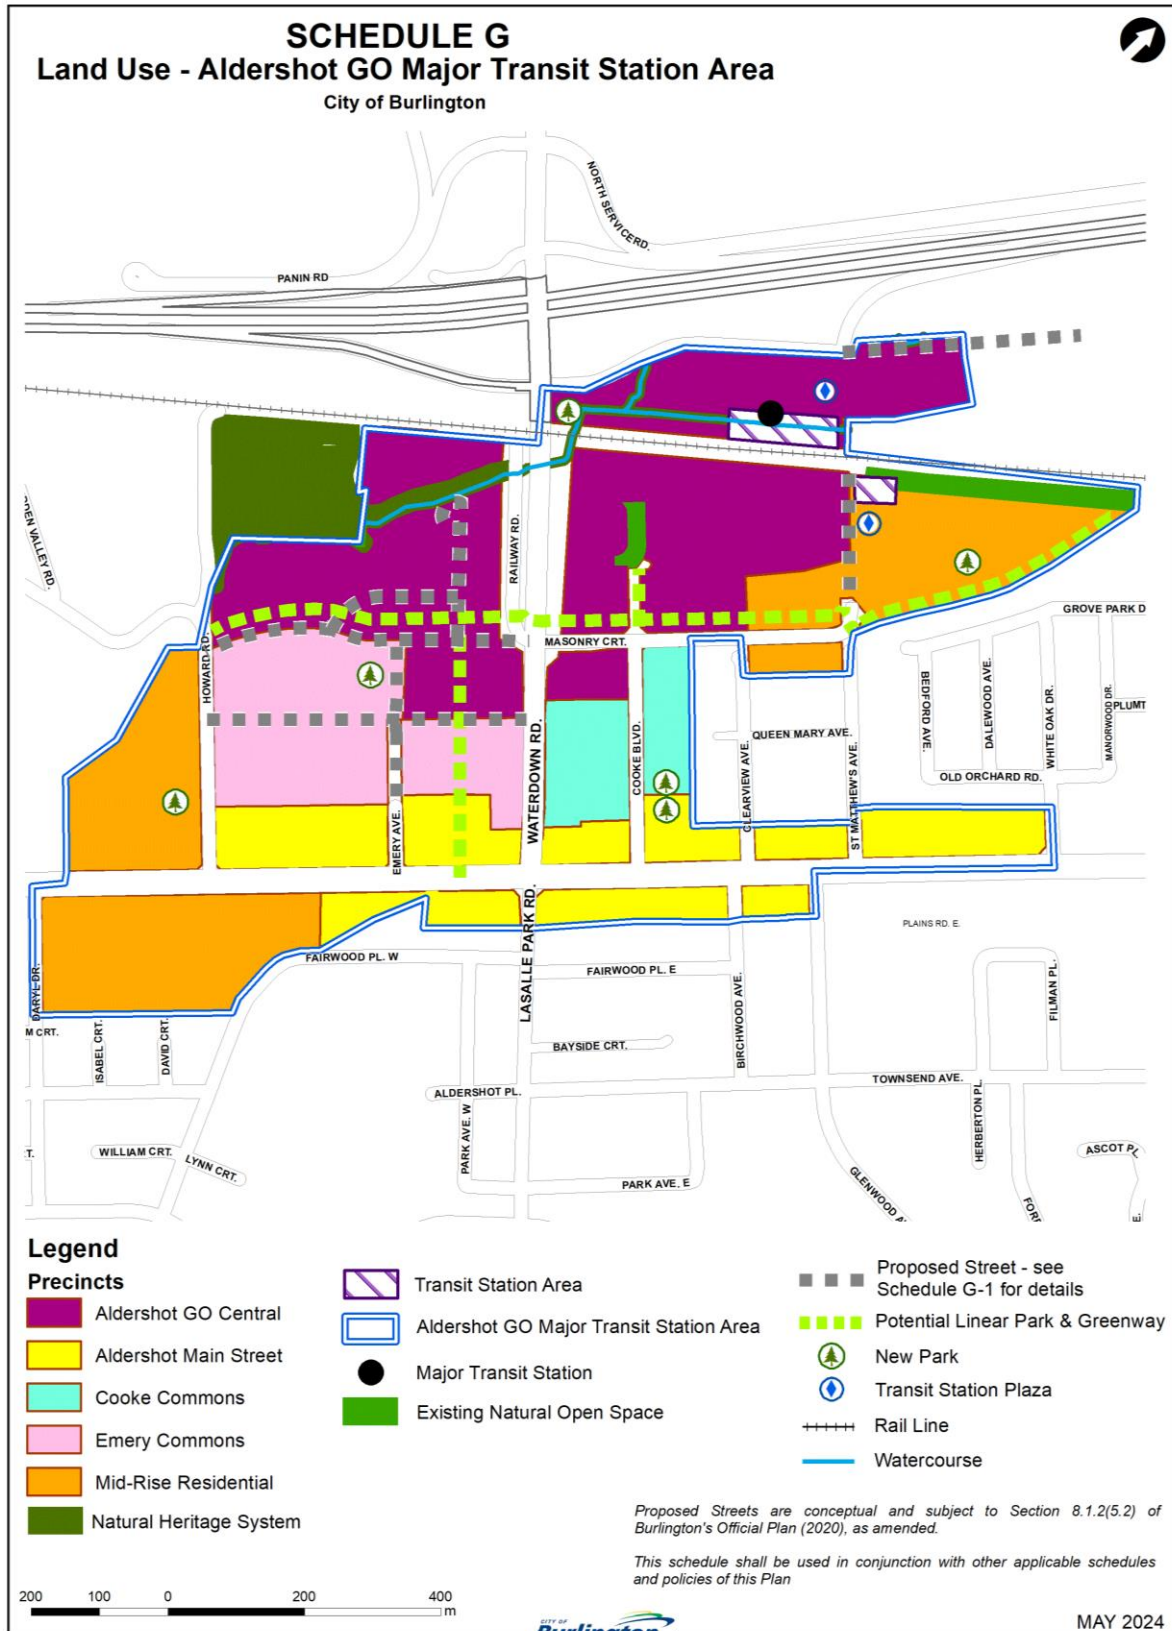 SCHEDULE G
Land Use - Aldershot GO Major Transit Station Area
City of Burlington
NORTH SERVICE RD.
PANIN RD
RAILWAY RD.
HOWARD RD.
MASONRY CRT.
GROVE PARK D
BEDFORD AVE.
DALEWOOD AVE.
WHITE OAK DR.
MANORWOOD DR.
PLUMT
QUEEN MARY AVE.
WATERDOWN RD.
COOKE BLVD.
CLEARVIEW AVE.
ST MATTHEW'S AVE.
OLD ORCHARD RD.
EMERY AVE.
PLAINS RD. E.
LASALLE PARK RD.
FAIRWOOD PL. W
FAIRWOOD PL. E
DARYL DR.
M CRT.
ISABEL CRT.
DAVID CRT.
BIRCHWOOD AVE.
FILMAN PL.
BAYSIDE CRT.
TOWNSEND AVE.
ALDERSHOT PL.
PARK AVE. W
HERBERTON PL.
WILLIAM CRT.
LYNN CRT.
PARK AVE. E
ASCOT PL
Legend
Precincts
Aldershot GO Central
Aldershot Main Street
Cooke Commons
Emery Commons
Mid-Rise Residential
Natural Heritage System
Transit Station Area
Aldershot GO Major Transit Station Area
Major Transit Station
Existing Natural Open Space
Proposed Street - see
Schedule G-1 for details
Potential Linear Park & Greenway
New Park
Transit Station Plaza
Rail Line
Watercourse
Proposed Streets are conceptual and subject to Section 8.1.2(5.2) of
Burlington's Official Plan (2020), as amended.
This schedule shall be used in conjunction with other applicable schedules
and policies of this Plan
200 100 0 200 400
m
CITY OF
Burlington
MAY 2024